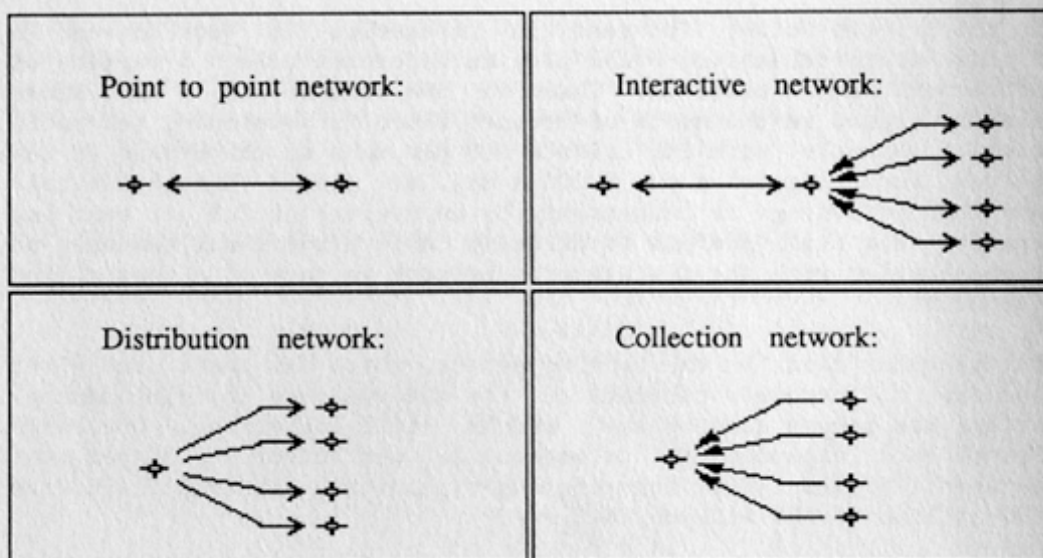 Point to point network:
Interactive network:
Distribution network:
Collection network: